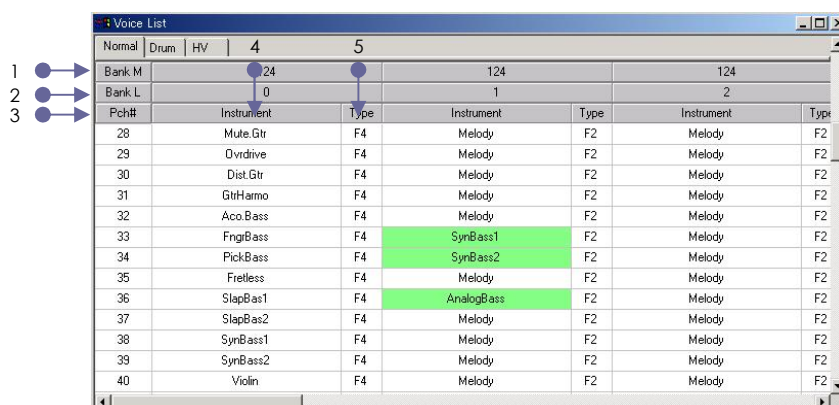 Voice List
Normal Drum HV 4 5
1 Bank M 124 124 124
2 Bank L 0 1 2
3 Pch# Instrument Type Instrument Type Instrument Type
28 Mute.Gtr F4 Melody F2 Melody F2
29 Ovrdrive F4 Melody F2 Melody F2
30 Dist.Gtr F4 Melody F2 Melody F2
31 GtrHarmo F4 Melody F2 Melody F2
32 Aco.Bass F4 Melody F2 Melody F2
33 FngrBass F4 SynBass1 F2 Melody F2
34 PickBass F4 SynBass2 F2 Melody F2
35 Fretless F4 Melody F2 Melody F2
36 SlapBas1 F4 AnalogBass F2 Melody F2
37 SlapBas2 F4 Melody F2 Melody F2
38 SynBass1 F4 Melody F2 Melody F2
39 SynBass2 F4 Melody F2 Melody F2
40 Violin F4 Melody F2 Melody F2